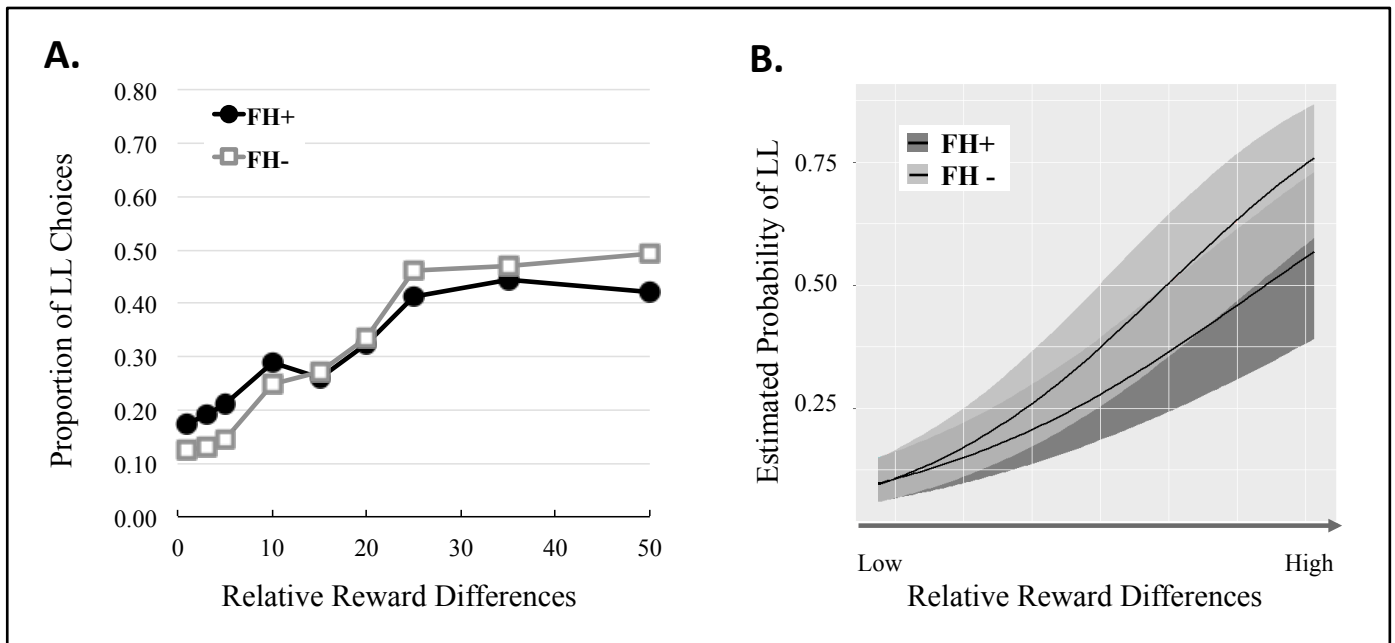 A.
Proportion of LL Choices
0.80
0.70
0.60
0.50
0.40
0.30
0.20
0.10
0.00
FH+
FH-
0
10
20
30
40
50
Relative Reward Differences
B.
Estimated Probability of LL
0.75
0.50
0.25
FH+
FH -
Low
High
Relative Reward Differences